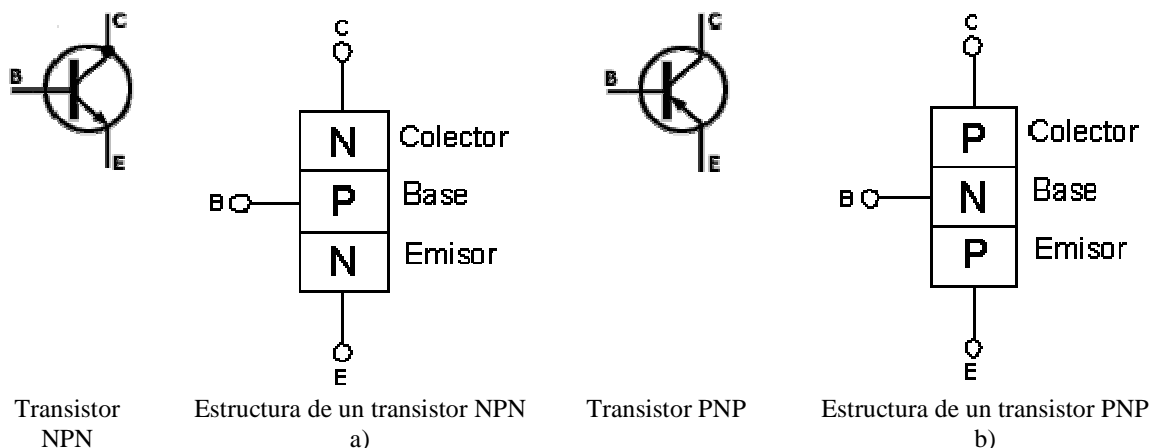 C
B
E
C
N Colector
B P Base
N Emisor
E
C
B
E
C
P Colector
B N Base
P Emisor
E
Transistor
NPN
Estructura de un transistor NPN
a)
Transistor PNP
Estructura de un transistor PNP
b)